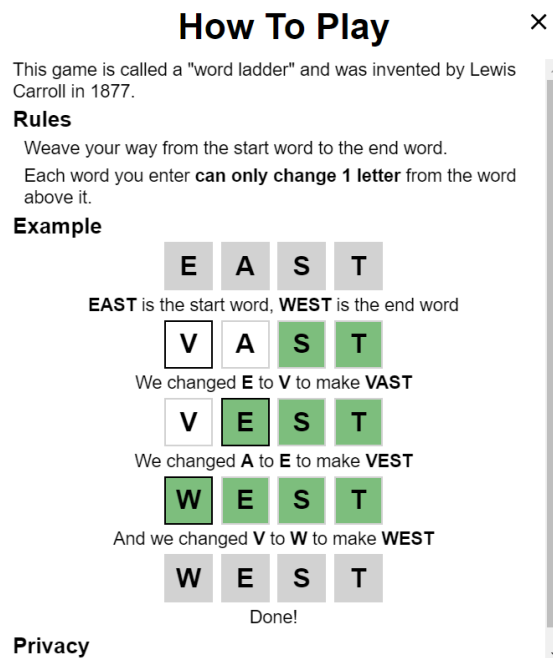 How To Play
This game is called a "word ladder" and was invented by Lewis
Carroll in 1877.
Rules
Weave your way from the start word to the end word.
Each word you enter can only change 1 letter from the word
above it.
Example
E A S T
EAST is the start word, WEST is the end word
V A S T
We changed E to V to make VAST
V E S T
We changed A to E to make VEST
W E S T
And we changed V to W to make WEST
W E S T
Done!
Privacy